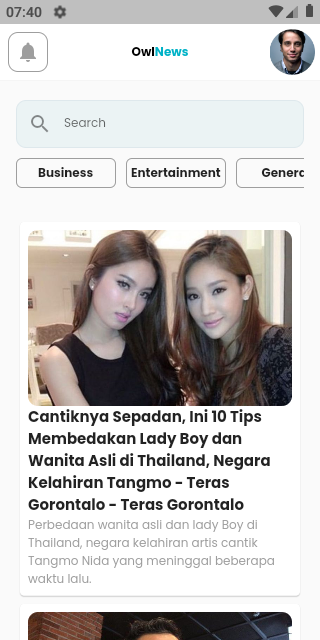 07:40
OwlNews
Search
Business Entertainment Genera
Cantiknya Sepadan, Ini 10 Tips
Membedakan Lady Boy dan
Wanita Asli di Thailand, Negara
Kelahiran Tangmo - Teras
Gorontalo - Teras Gorontalo
Perbedaan wanita asli dan lady Boy di
Thailand, negara kelahiran artis cantik
Tangmo Nida yang meninggal beberapa
waktu lalu.